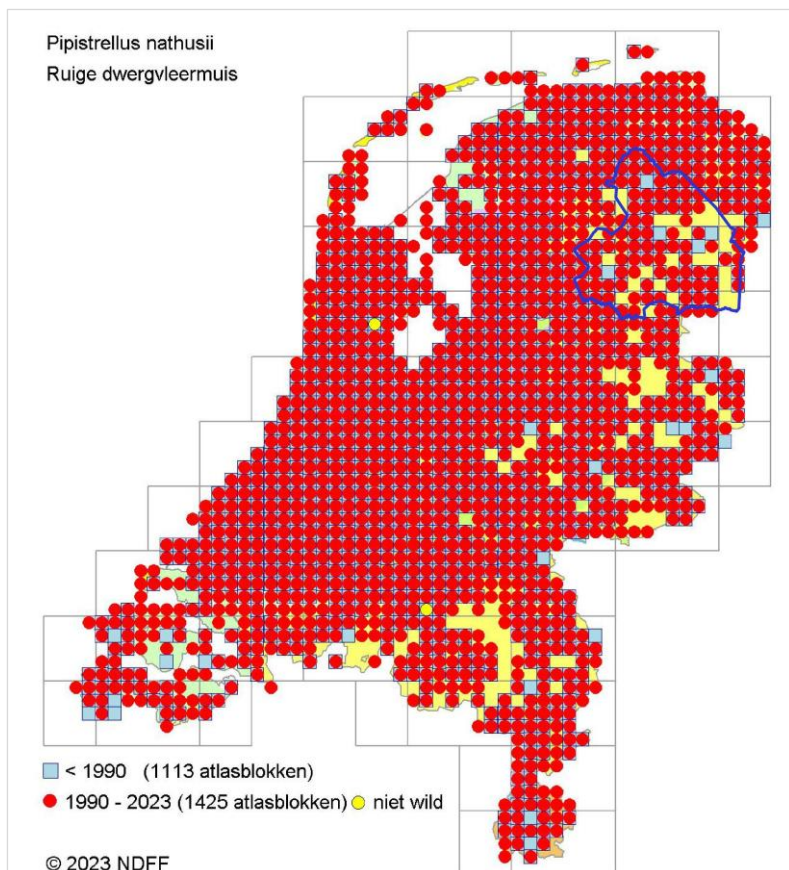 Pipistrellus nathusii
Ruige dwergvleermuis
< 1990 (1113 atlasblokken)
1990 - 2023 (1425 atlasblokken) niet wild
© 2023 NDFF